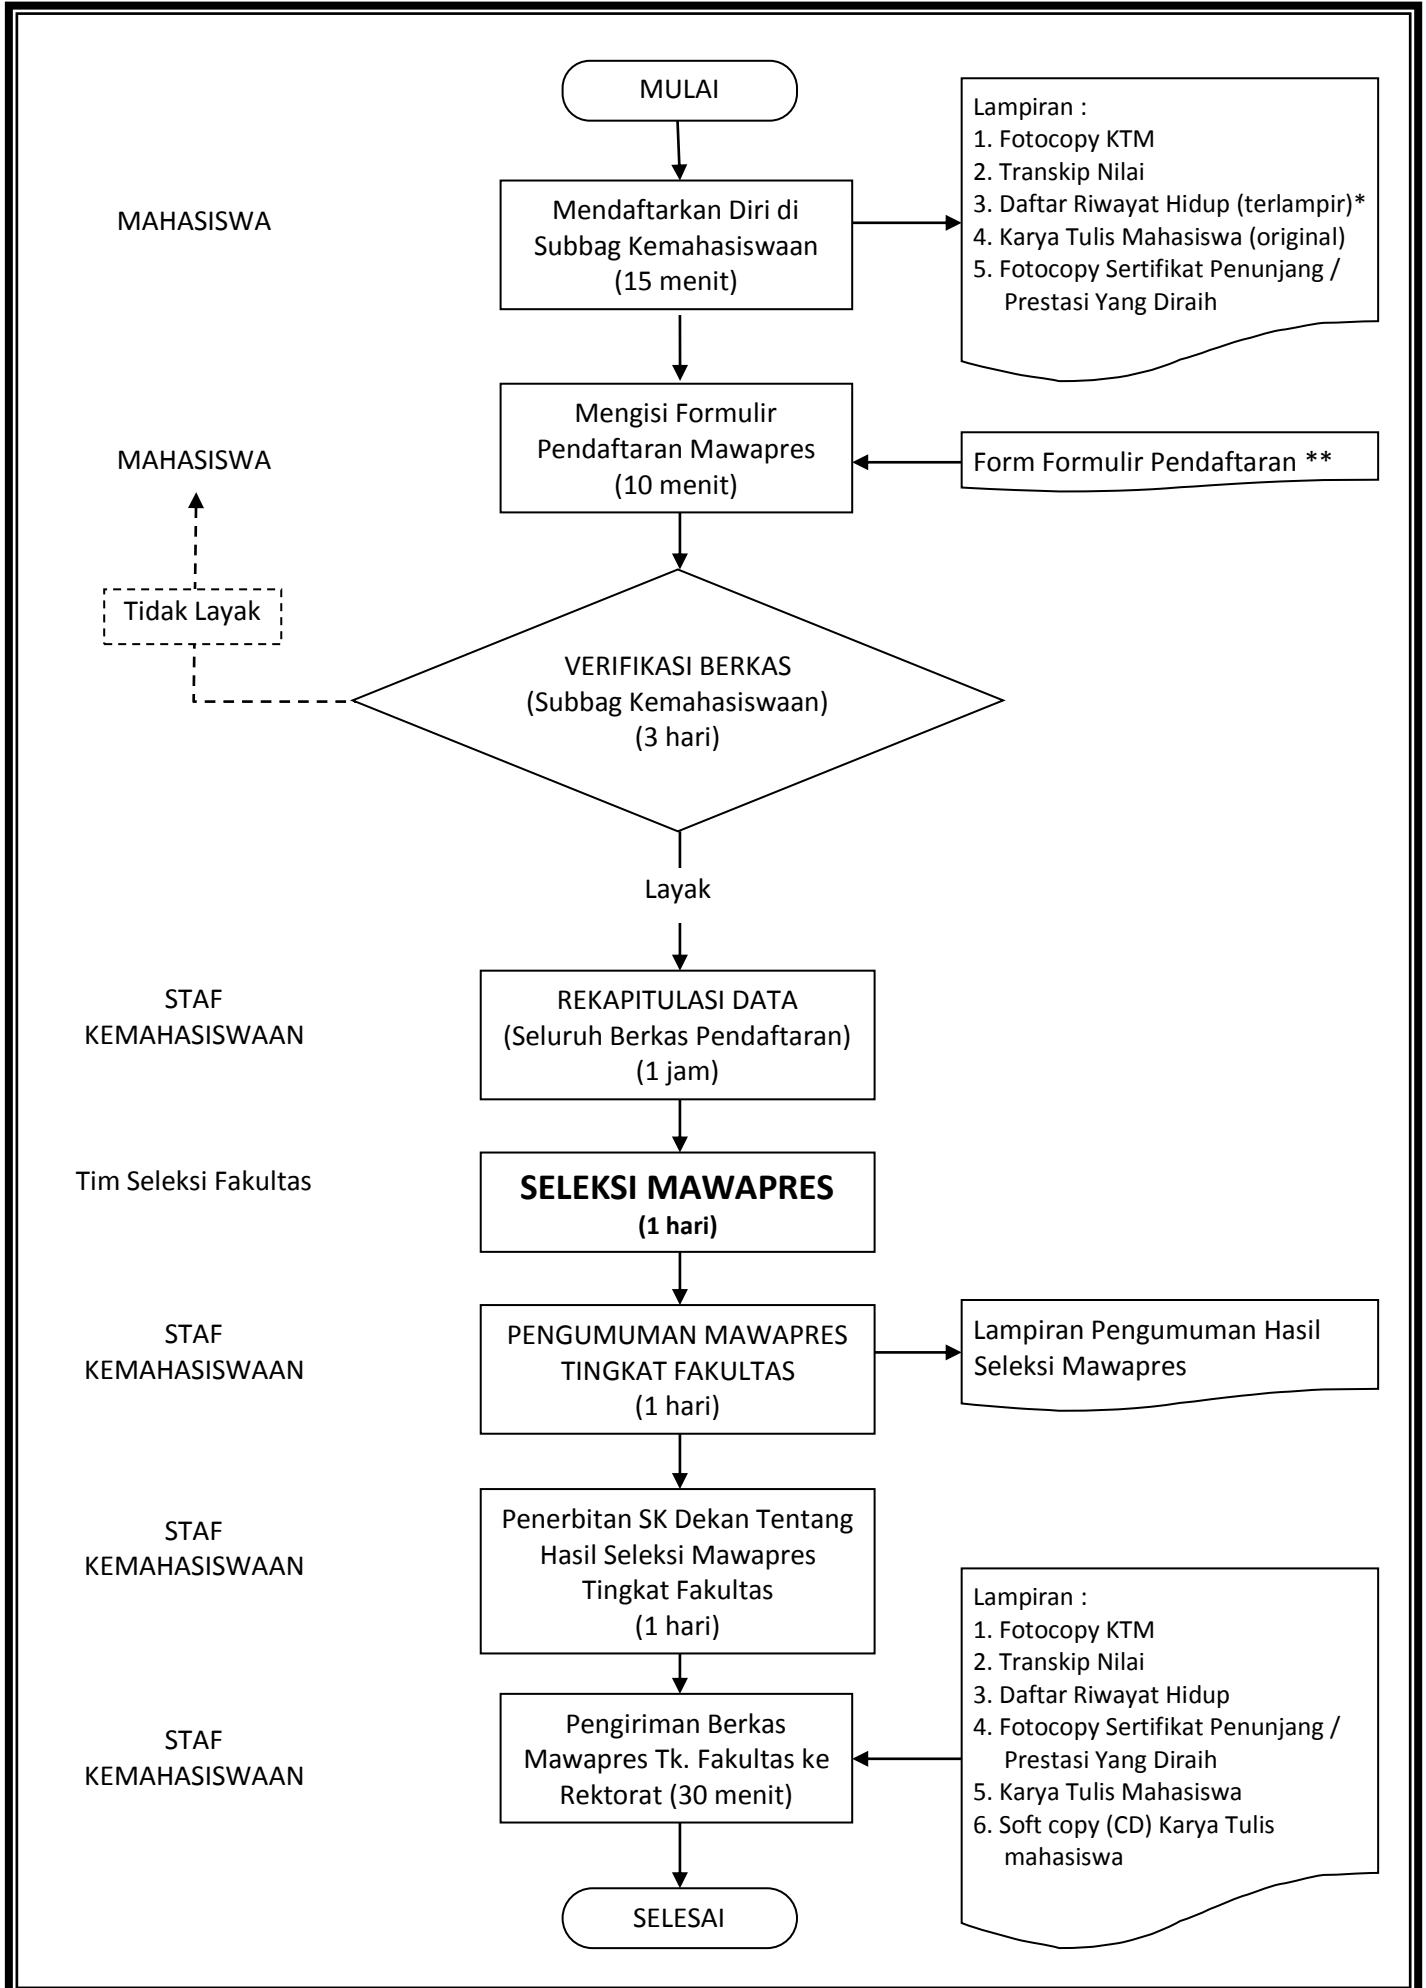 MULAI
Lampiran :
1. Fotocopy KTM
2. Transkip Nilai
3. Daftar Riwayat Hidup (terlampir)*
4. Karya Tulis Mahasiswa (original)
5. Fotocopy Sertifikat Penunjang /
Prestasi Yang Diraih
MAHASISWA
Mendaftarkan Diri di
Subbag Kemahasiswaan
(15 menit)
MAHASISWA
Mengisi Formulir
Pendaftaran Mawapres
(10 menit)
Form Formulir Pendaftaran **
Tidak Layak
VERIFIKASI BERKAS
(Subbag Kemahasiswaan)
(3 hari)
Layak
STAF
KEMAHASISWAAN
REKAPITULASI DATA
(Seluruh Berkas Pendaftaran)
(1 jam)
Tim Seleksi Fakultas
SELEKSI MAWAPRES
(1 hari)
STAF
KEMAHASISWAAN
PENGUMUMAN MAWAPRES
TINGKAT FAKULTAS
(1 hari)
Lampiran Pengumuman Hasil
Seleksi Mawapres
STAF
KEMAHASISWAAN
Penerbitan SK Dekan Tentang
Hasil Seleksi Mawapres
Tingkat Fakultas
(1 hari)
Lampiran :
1. Fotocopy KTM
2. Transkip Nilai
3. Daftar Riwayat Hidup
4. Fotocopy Sertifikat Penunjang /
Prestasi Yang Diraih
5. Karya Tulis Mahasiswa
6. Soft copy (CD) Karya Tulis
mahasiswa
STAF
KEMAHASISWAAN
Pengiriman Berkas
Mawapres Tk. Fakultas ke
Rektorat (30 menit)
SELESAI